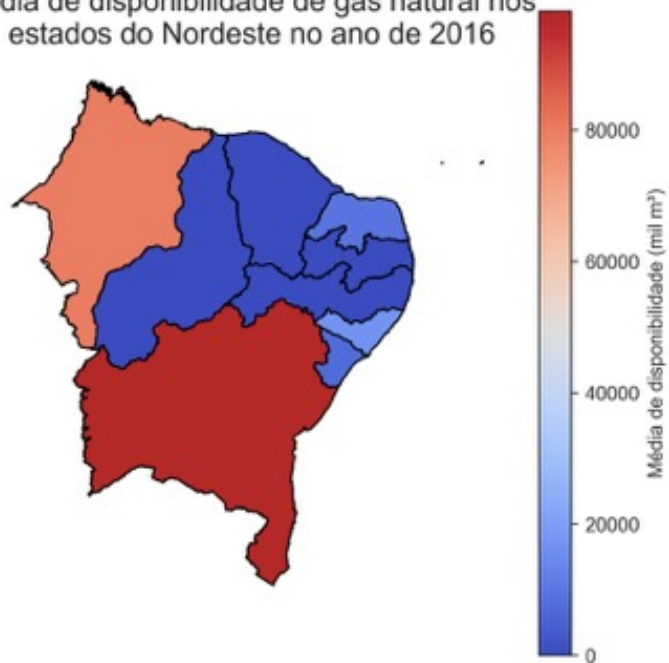 dia de disponibilidade de gás natural nos
estados do Nordeste no ano de 2016
80000
60000
40000
20000
0
Média de disponibilidade (mil m³)